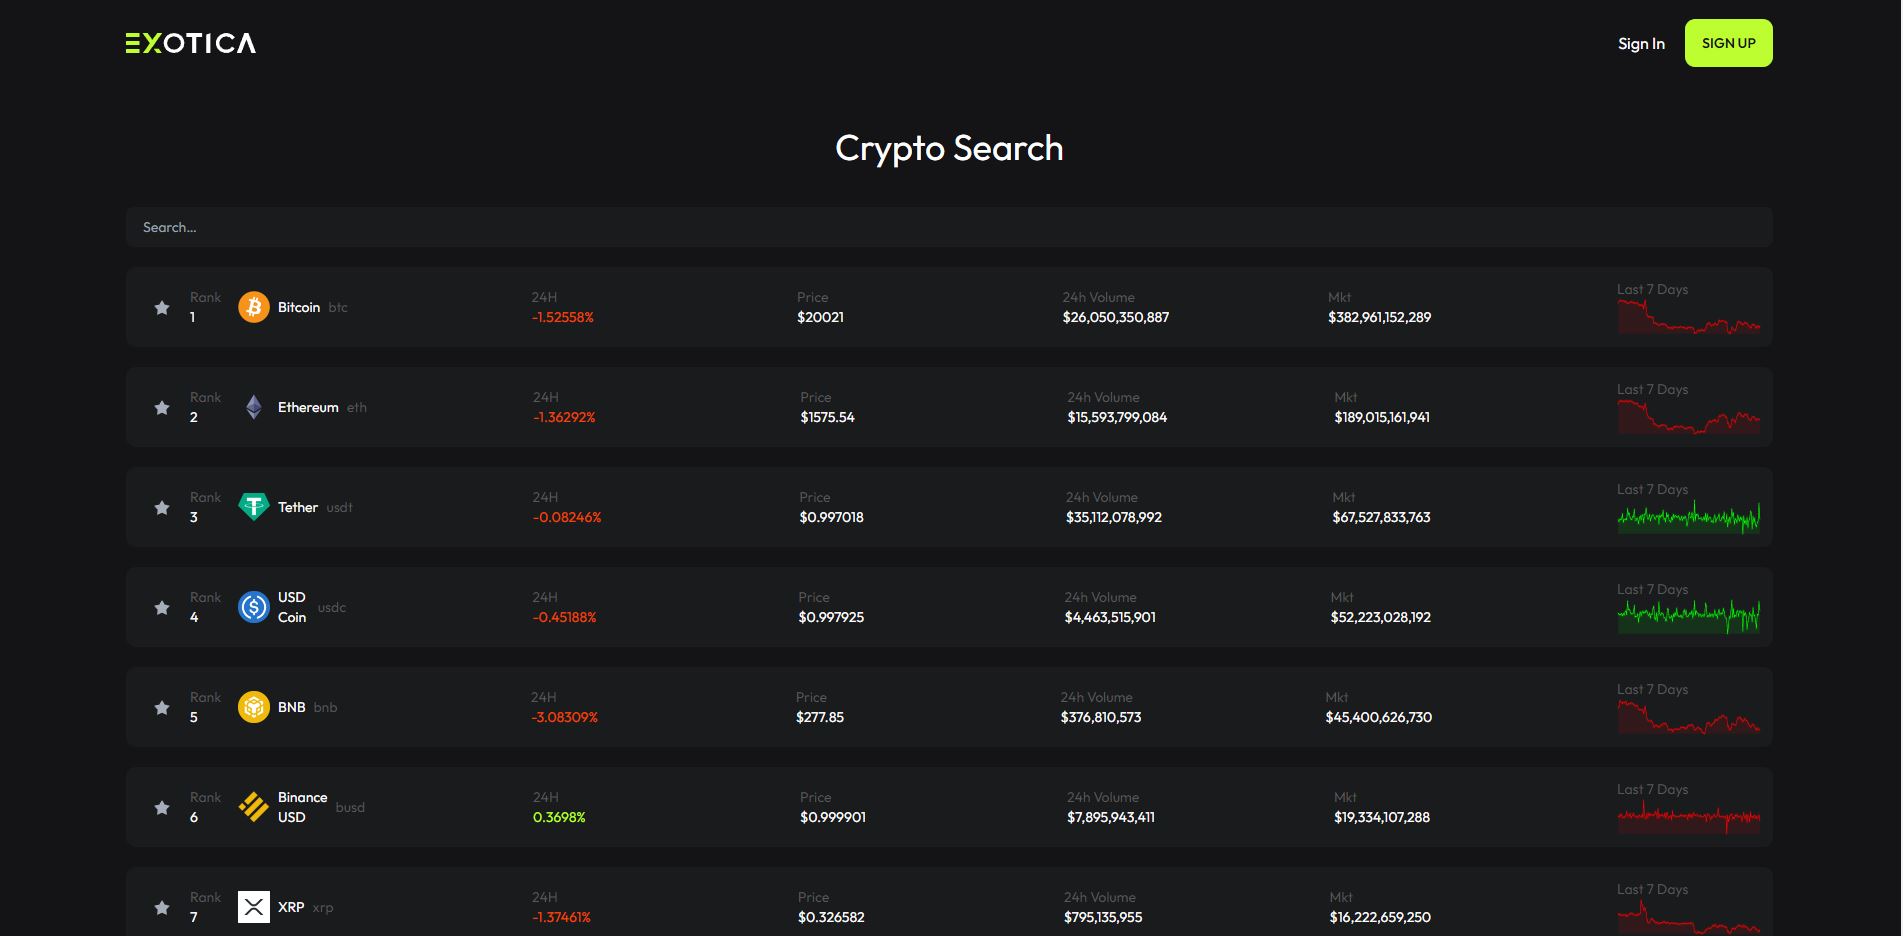 EXOTICA
Sign In
SIGN UP
Crypto Search
Search...
Rank
1
Bitcoin btc
24H
-1.52558%
Price
$20021
24h Volume
$26,050,350,887
Mkt
$382,961,152,289
Last 7 Days
Rank
2
Ethereum eth
24H
-1.36292%
Price
$1575.54
24h Volume
$15,593,799,084
Mkt
$189,015,161,941
Last 7 Days
Rank
3
Tether usdt
24H
-0.08246%
Price
$0.997018
24h Volume
$35,112,078,992
Mkt
$67,527,833,763
Last 7 Days
Rank
4
USD
Coin
usdc
24H
-0.45188%
Price
$0.997925
24h Volume
$4,463,515,901
Mkt
$52,223,028,192
Last 7 Days
Rank
5
BNB bnb
24H
-3.08309%
Price
$277.85
24h Volume
$376,810,573
Mkt
$45,400,626,730
Last 7 Days
Rank
6
Binance
USD
busd
24H
0.3698%
Price
$0.999901
24h Volume
$7,895,943,411
Mkt
$19,334,107,288
Last 7 Days
Rank
7
XRP xrp
24H
-1.37461%
Price
$0.326582
24h Volume
$795,135,955
Mkt
$16,222,659,250
Last 7 Days